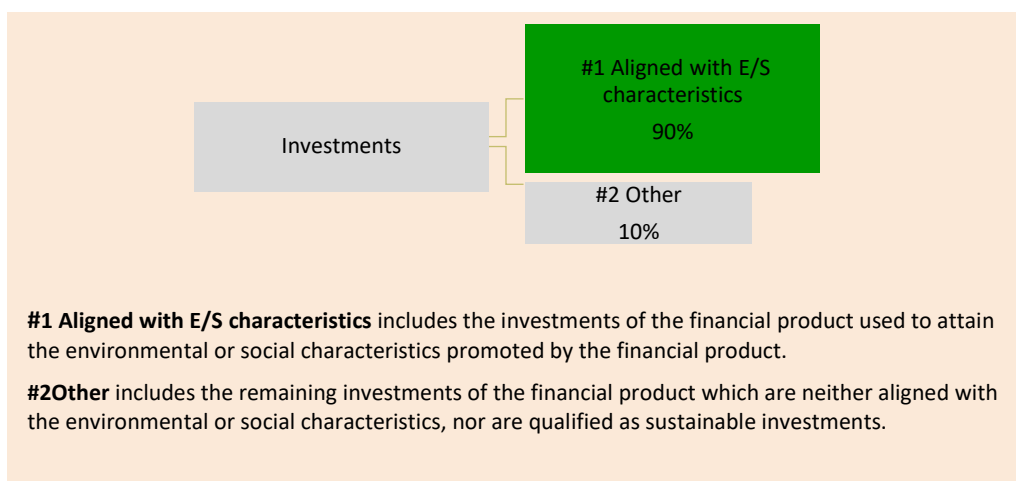 #1 Aligned with E/S
characteristics
90%
Investments
#2 Other
10%
#1 Aligned with E/S characteristics includes the investments of the financial product used to attain
the environmental or social characteristics promoted by the financial product.
#2Other includes the remaining investments of the financial product which are neither aligned with
the environmental or social characteristics, nor are qualified as sustainable investments.